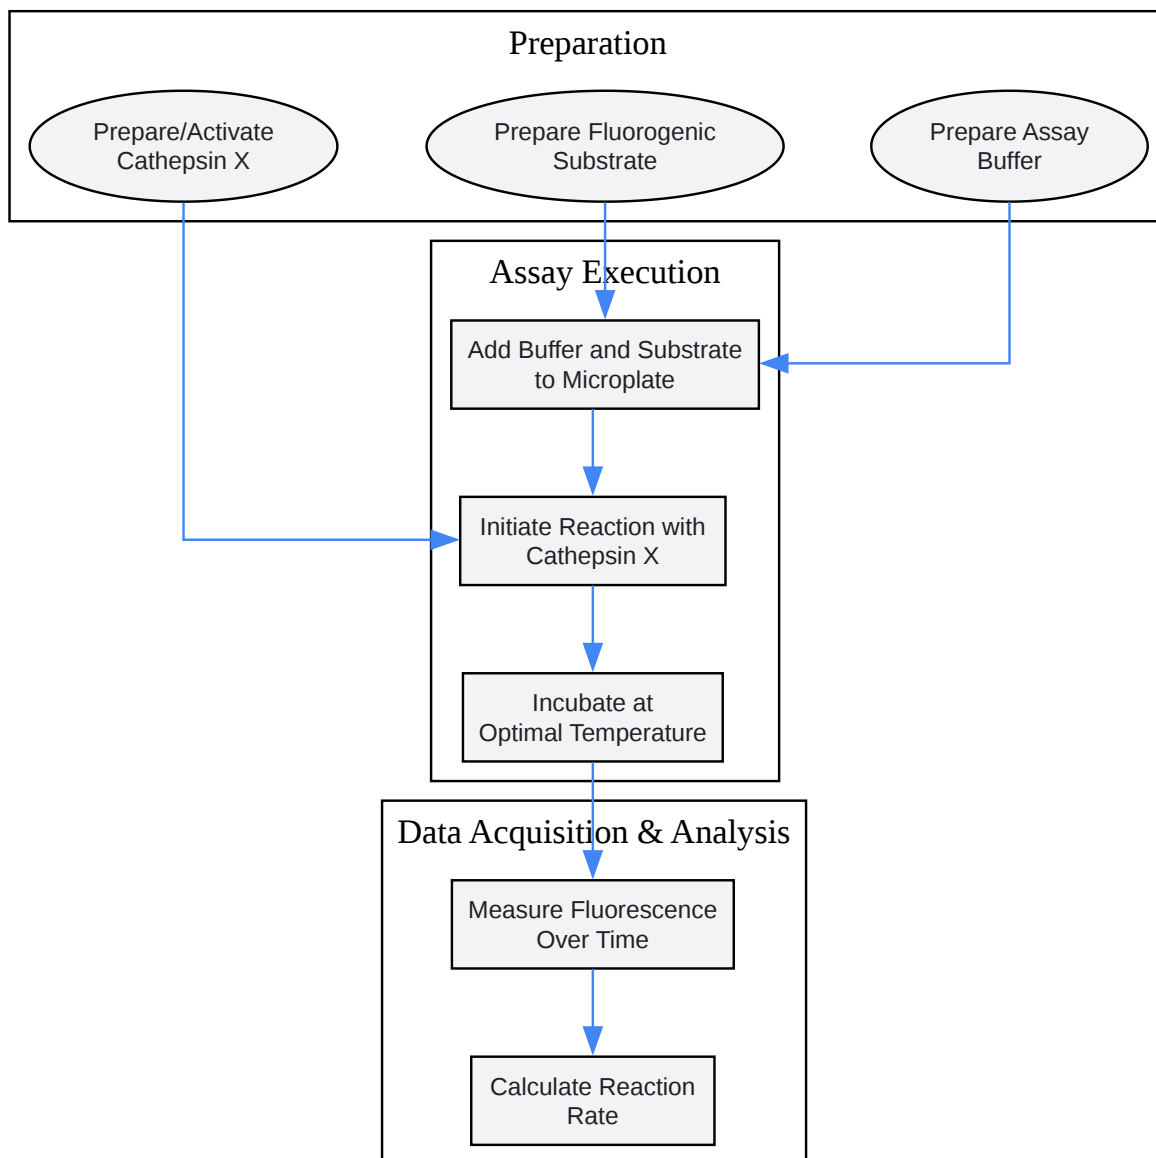 Preparation
Prepare/Activate
Cathepsin X
Prepare Fluorogenic
Substrate
Prepare Assay
Buffer
Assay Execution
Add Buffer and Substrate
to Microplate
Initiate Reaction with
Cathepsin X
Incubate at
Optimal Temperature
Data Acquisition & Analysis
Measure Fluorescence
Over Time
Calculate Reaction
Rate